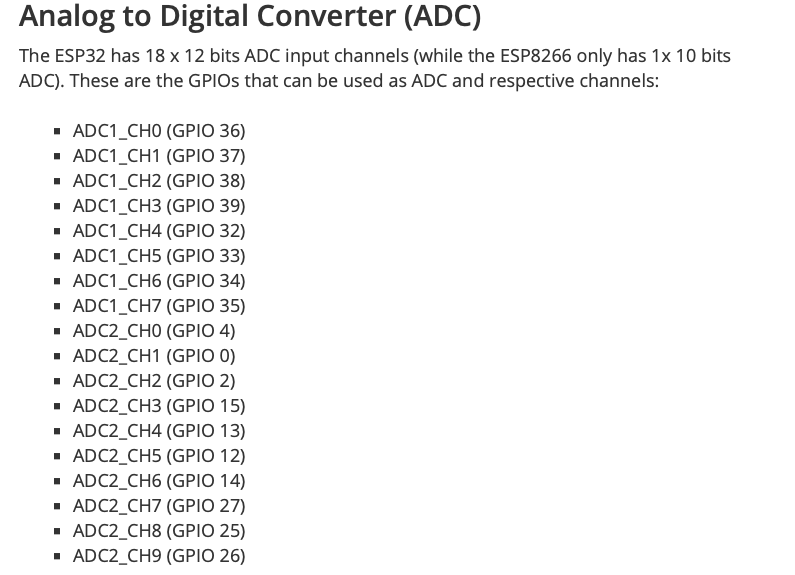 Analog to Digital Converter (ADC)
The ESP32 has 18 x 12 bits ADC input channels (while the ESP8266 only has 1x 10 bits
ADC). These are the GPIOs that can be used as ADC and respective channels:
▪ ADC1_CH0 (GPIO 36)
▪ ADC1_CH1 (GPIO 37)
▪ ADC1_CH2 (GPIO 38)
▪ ADC1_CH3 (GPIO 39)
▪ ADC1_CH4 (GPIO 32)
▪ ADC1_CH5 (GPIO 33)
▪ ADC1_CH6 (GPIO 34)
▪ ADC1_CH7 (GPIO 35)
▪ ADC2_CH0 (GPIO 4)
▪ ADC2_CH1 (GPIO 0)
▪ ADC2_CH2 (GPIO 2)
▪ ADC2_CH3 (GPIO 15)
▪ ADC2_CH4 (GPIO 13)
▪ ADC2_CH5 (GPIO 12)
▪ ADC2_CH6 (GPIO 14)
▪ ADC2_CH7 (GPIO 27)
▪ ADC2_CH8 (GPIO 25)
▪ ADC2_CH9 (GPIO 26)